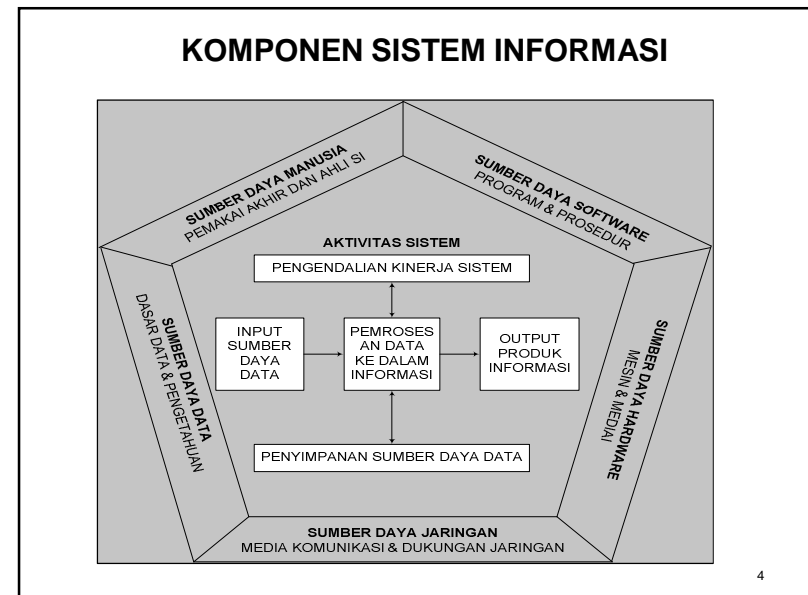 KOMPONEN SISTEM INFORMASI
SUMBER DAYA MANUSIA
PEMAKAI AKHIR DAN AHLI SI
SUMBER DAYA SOFTWARE
PROGRAM & PROSEDUR
AKTIVITAS SISTEM
PENGENDALIAN KINERJA SISTEM
INPUT
SUMBER
DAYA
DATA
PEMROSES
AN DATA
KE DALAM
INFORMASI
OUTPUT
PRODUK
INFORMASI
SUMBER DAYA DATA
DASAR DATA & PENGETAHUAN
SUMBER DAYA HARDWARE
MESIN & MEDIAI
PENYIMPANAN SUMBER DAYA DATA
SUMBER DAYA JARINGAN
MEDIA KOMUNIKASI & DUKUNGAN JARINGAN
4